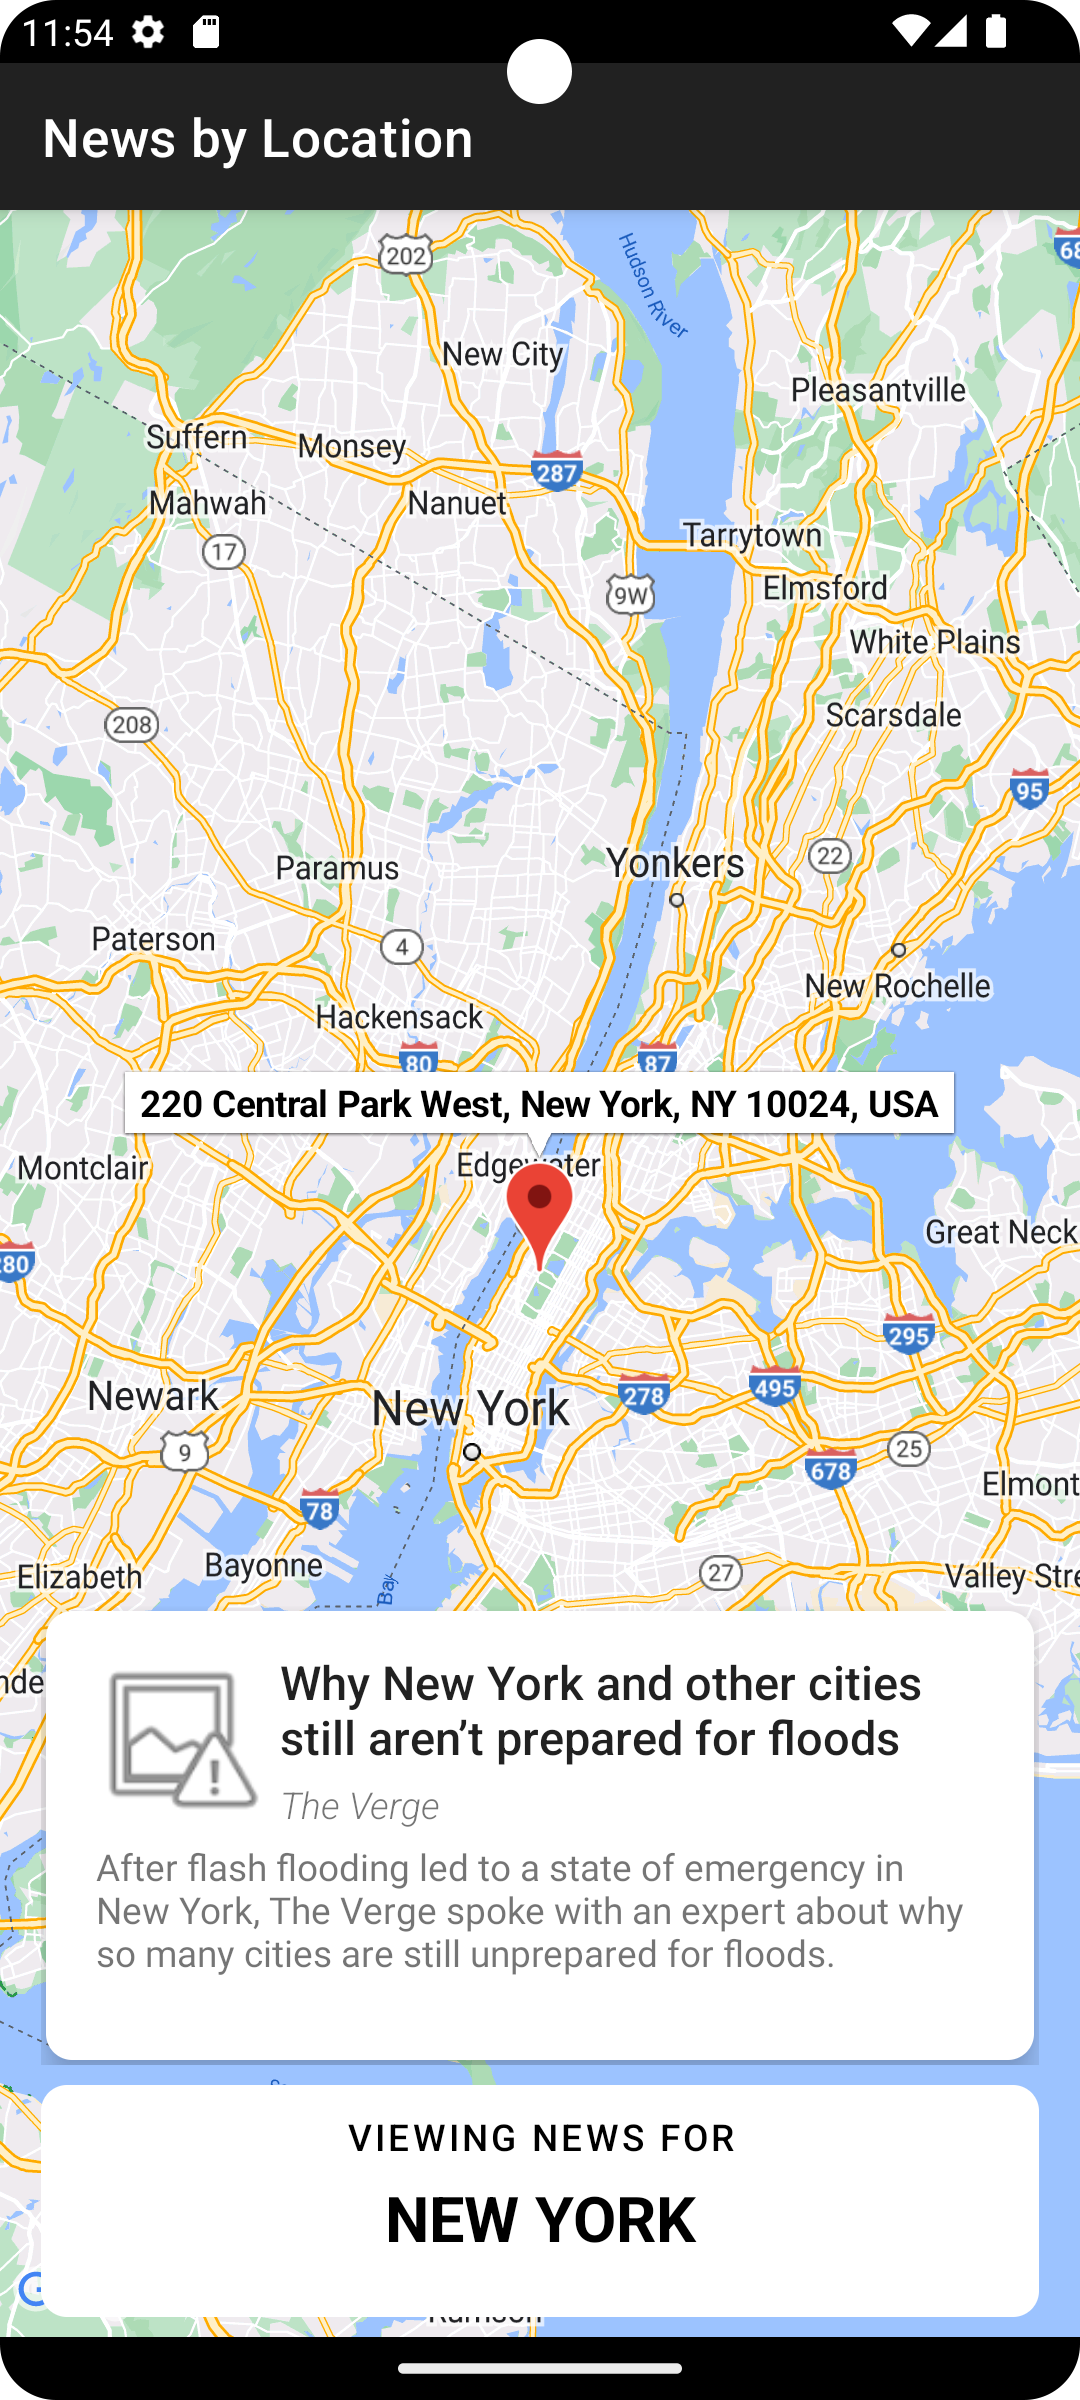 11:54
News by Location
202
68
Hudson River
New City
Pleasantville
Suffern
Monsey
287
Mahwah
Nanuet
17
Tarrytown
9W
Elmsford
White Plains
208
Scarsdale
95
Paramus
Yonkers
22
Paterson
4
New Rochelle
Hackensack
80
87
220 Central Park West, New York, NY 10024, USA
Montclair
Edgewater
Great Neck
280
295
Newark
New York
278
495
9
25
678
Elmont
78
Elizabeth
Bayonne
27
Valley Stre
Bay
nde
Why New York and other cities
still aren’t prepared for floods
The Verge
After flash flooding led to a state of emergency in
New York, The Verge spoke with an expert about why
so many cities are still unprepared for floods.
VIEWING NEWS FOR
NEW YORK
G